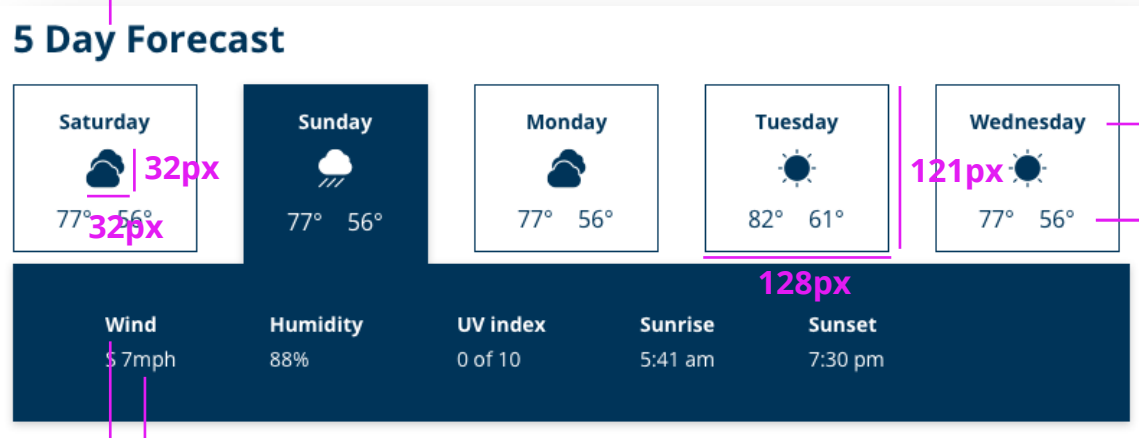 5 Day Forecast
Saturday Sunday Monday Tuesday Wednesday
32px 121px
77° 56° 77° 56° 77° 56° 82° 61° 77° 56°
32px
128px
Wind Humidity UV index Sunrise Sunset
S 7mph 88% 0 of 10 5:41 am 7:30 pm